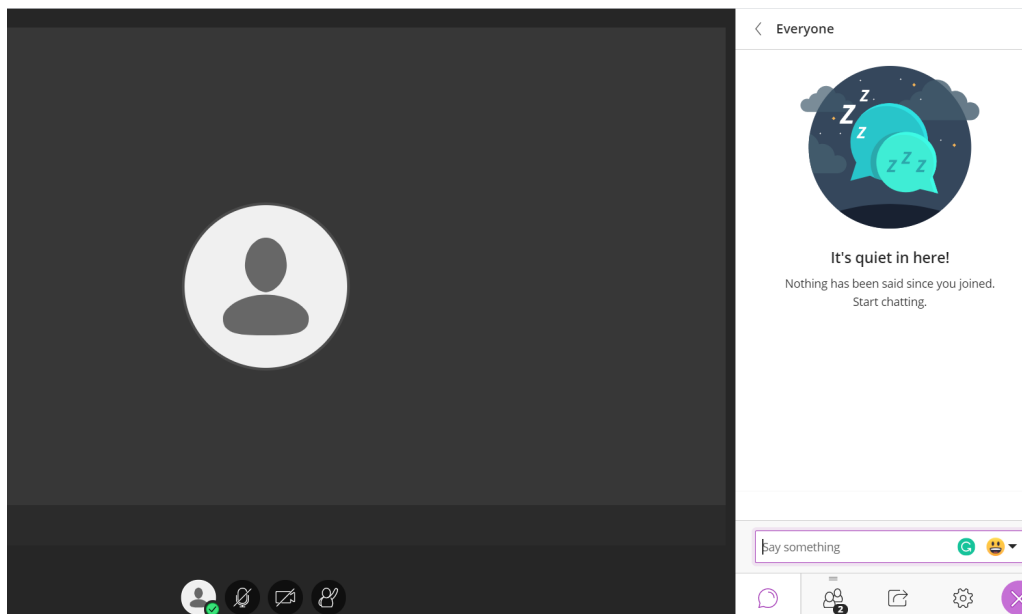 Everyone
Z
Z
Z
z z z
It's quiet in here!
Nothing has been said since you joined.
Start chatting.
Say something
G
2